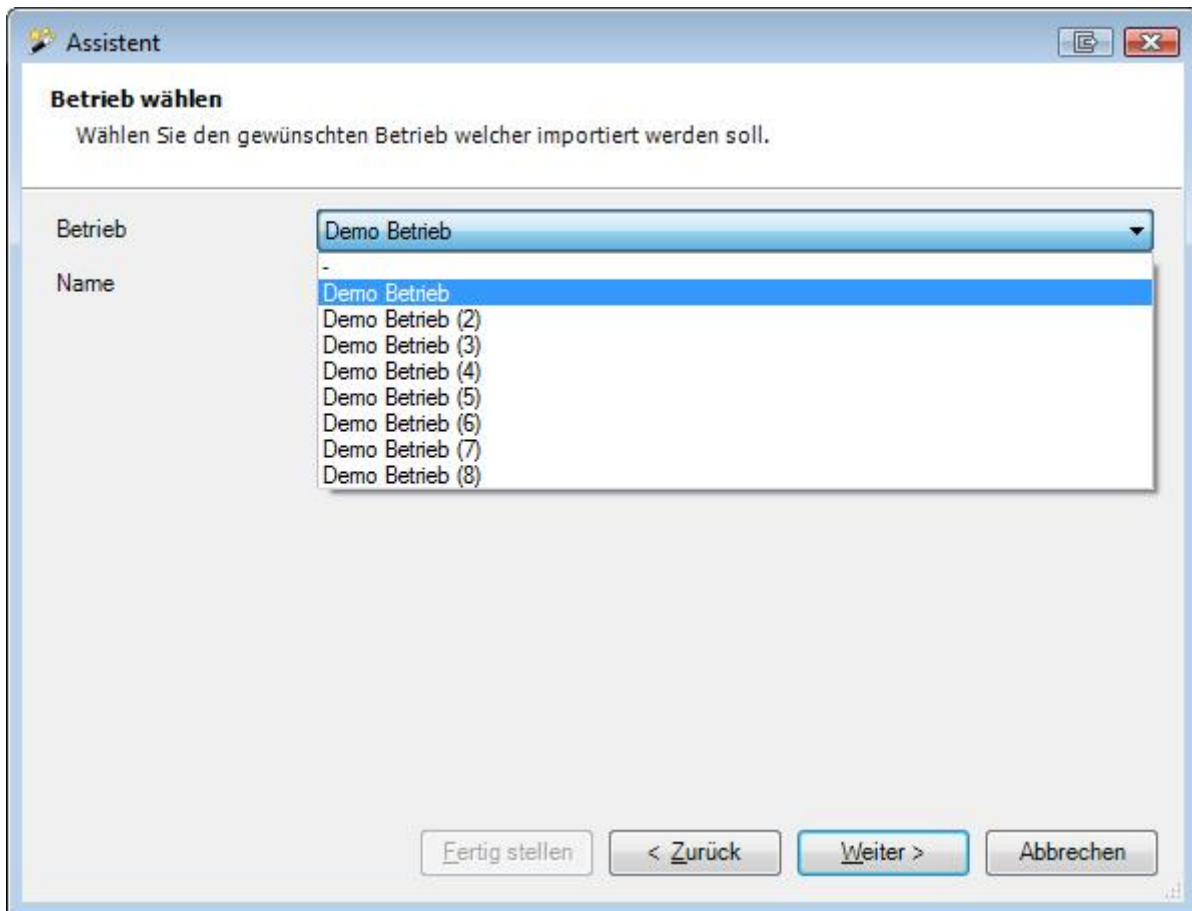 Assistent
Betrieb wählen
Wählen Sie den gewünschten Betrieb welcher importiert werden soll.
Betrieb
Demo Betrieb
Name
-
Demo Betrieb
Demo Betrieb (2)
Demo Betrieb (3)
Demo Betrieb (4)
Demo Betrieb (5)
Demo Betrieb (6)
Demo Betrieb (7)
Demo Betrieb (8)
Fertig stellen
< Zurück
Weiter >
Abbrechen